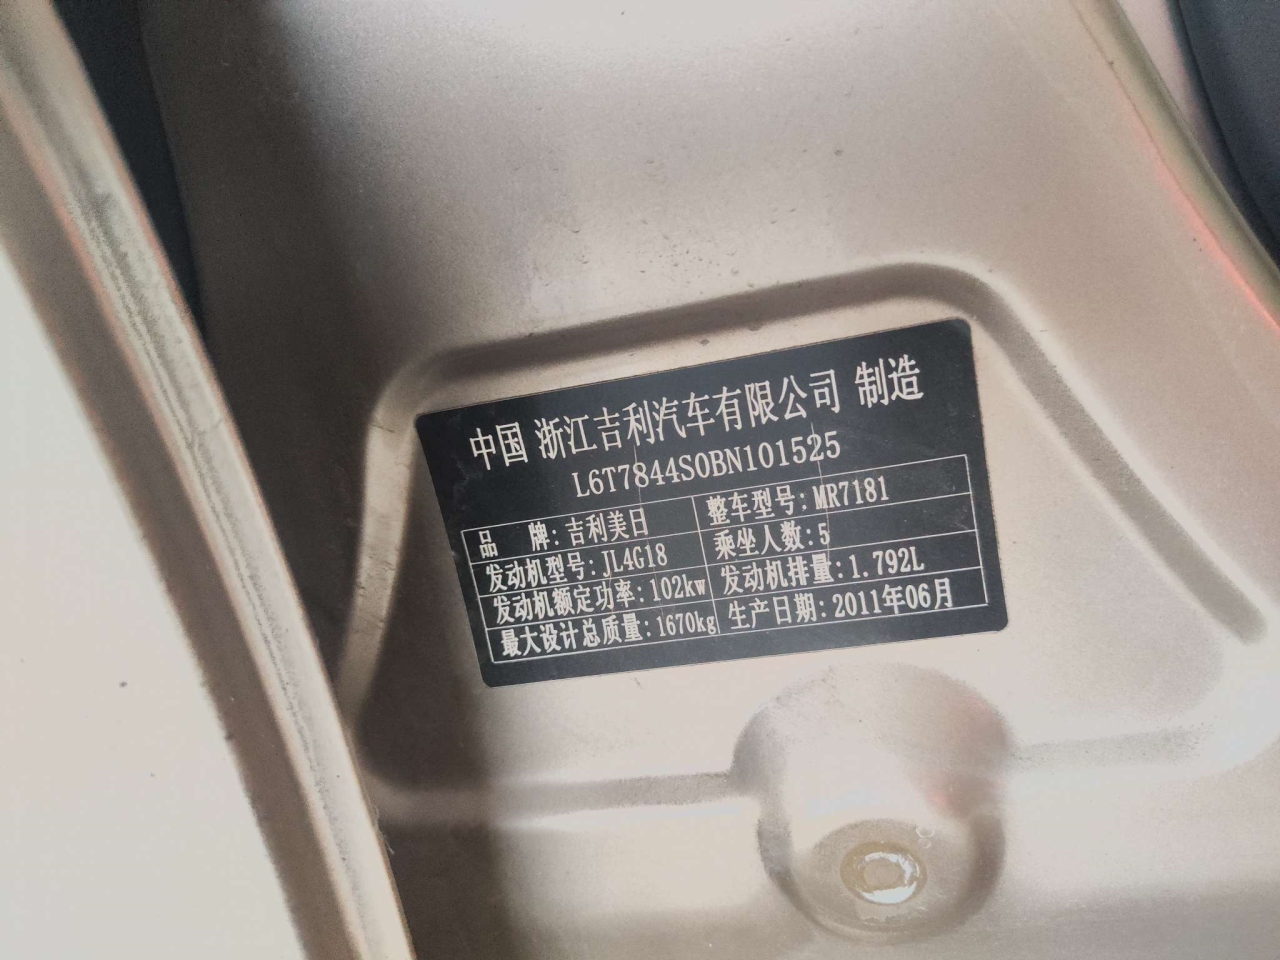 中国 浙江吉利汽车有限公司 制造
L6T7844S0BN101525
品 牌:吉利美日 整车型号:MR7181
发动机型号:JL4G18 乘坐人数:5
发动机额定功率:102kw 发动机排量:1.792L
最大设计总质量:1670kg 生产日期:2011年06月